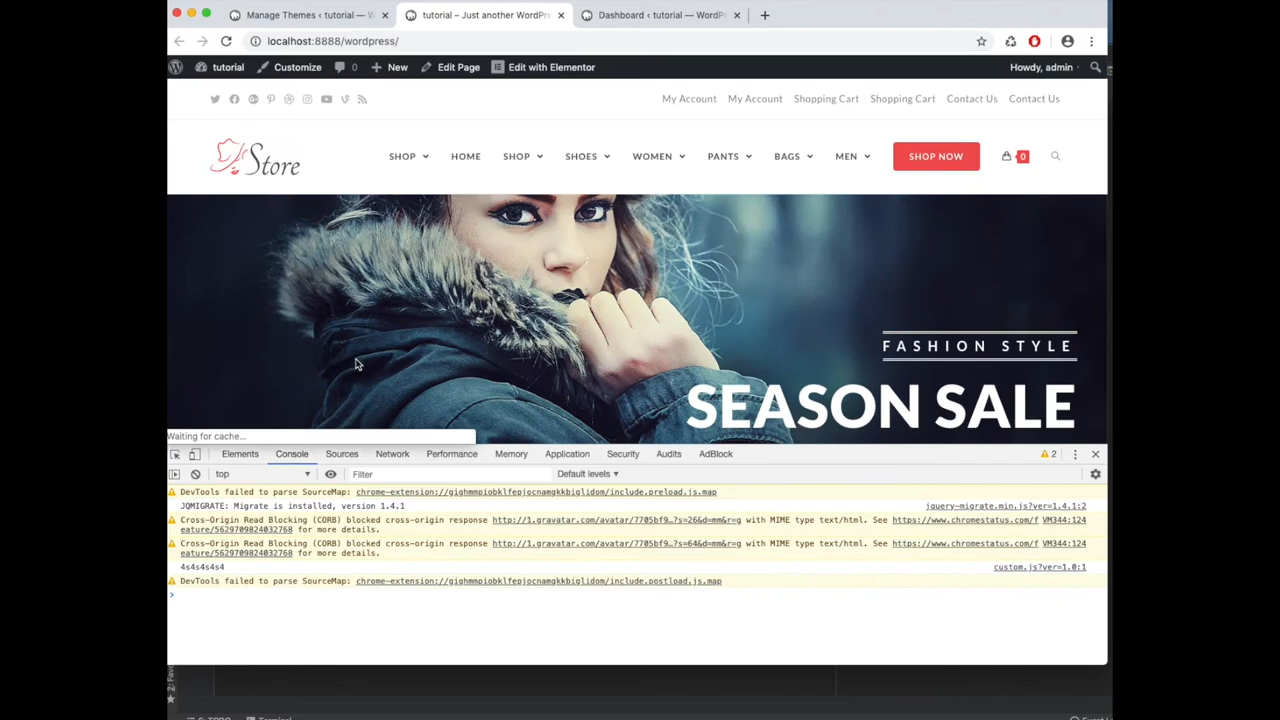 Manage Themes ‹ tutorial — W
tutorial – Just another WordPr
Dashboard ‹ tutorial — WordPr
localhost:8888/wordpress/
tutorial
Customize
0
New
Edit Page
Edit with Elementor
Howdy, admin
My Account
My Account
Shopping Cart
Shopping Cart
Contact Us
Contact Us
Store
SHOP
HOME
SHOP
SHOES
WOMEN
PANTS
BAGS
MEN
SHOP NOW
0
FASHION STYLE
SEASON SALE
Waiting for cache...
Elements
Console
Sources
Network
Performance
Memory
Application
Security
Audits
AdBlock
2
top
Filter
Default levels
DevTools failed to parse SourceMap: chrome-extension://gighmmpiobklfepjocnamgkkbiglidom/include.preload.js.map
JQMIGRATE: Migrate is installed, version 1.4.1
jquery-migrate.min.js?ver=1.4.1:2
Cross-Origin Read Blocking (CORB) blocked cross-origin response http://1.gravatar.com/avatar/7705bf9…?s=26&d=mm&r=g with MIME type text/html. See https://www.chromestatus.com/f VM344:124
eature/5629709824032768 for more details.
Cross-Origin Read Blocking (CORB) blocked cross-origin response http://1.gravatar.com/avatar/7705bf9…?s=64&d=mm&r=g with MIME type text/html. See https://www.chromestatus.com/f VM344:124
eature/5629709824032768 for more details.
4s4s4s4s4
custom.js?ver=1.0:1
DevTools failed to parse SourceMap: chrome-extension://gighmmpiobklfepjocnamgkkbiglidom/include.postload.js.map
2: Favo
Terminal